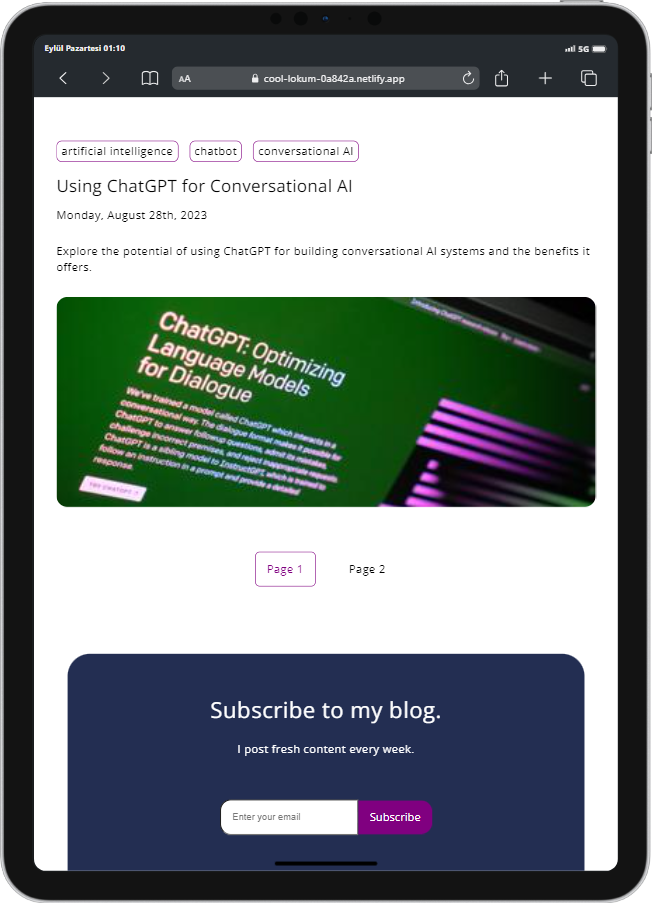 Eylül Pazartesi 01:10
5G
AA
cool-lokum-0a842a.netlify.app
artificial intelligence
chatbot
conversational AI
Using ChatGPT for Conversational AI
Monday, August 28th, 2023
Explore the potential of using ChatGPT for building conversational AI systems and the benefits it
offers.
Introducing ChatGPT research release
ChatGPT: Optimizing
Language Models
for Dialogue
We've trained a model called ChatGPT which interacts in a
conversational way. The dialogue format makes it possible for
ChatGPT to answer followup questions, admit its mistakes,
challenge incorrect premises, and reject inappropriate requests.
ChatGPT is a sibling model to InstructGPT, which is trained to
follow an instruction in a prompt and provide a detailed
response.
TRY CHATGPT
Page 1
Page 2
Subscribe to my blog.
I post fresh content every week.
Enter your email
Subscribe